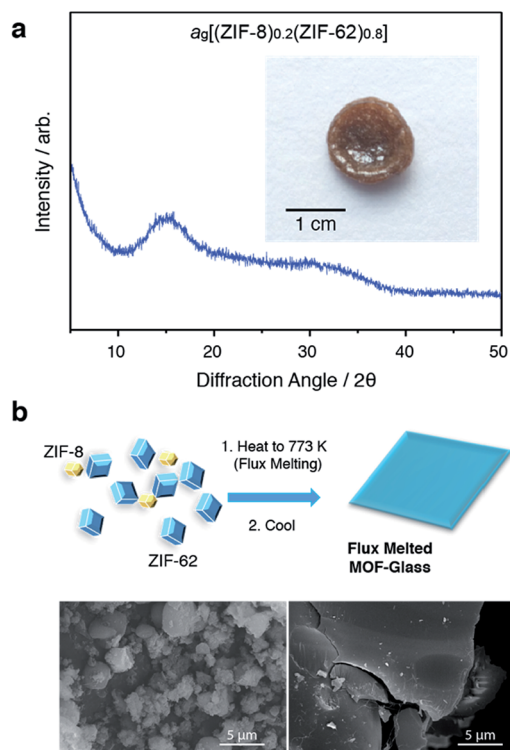 a
ag[(ZIF-8)0.2(ZIF-62)0.8]
Intensity / arb.
1 cm
10 20 30 40 50
Diffraction Angle / 2θ
b
ZIF-8
1. Heat to 773 K
(Flux Melting)
2. Cool
ZIF-62
Flux Melted
MOF-Glass
5 μm
5 μm